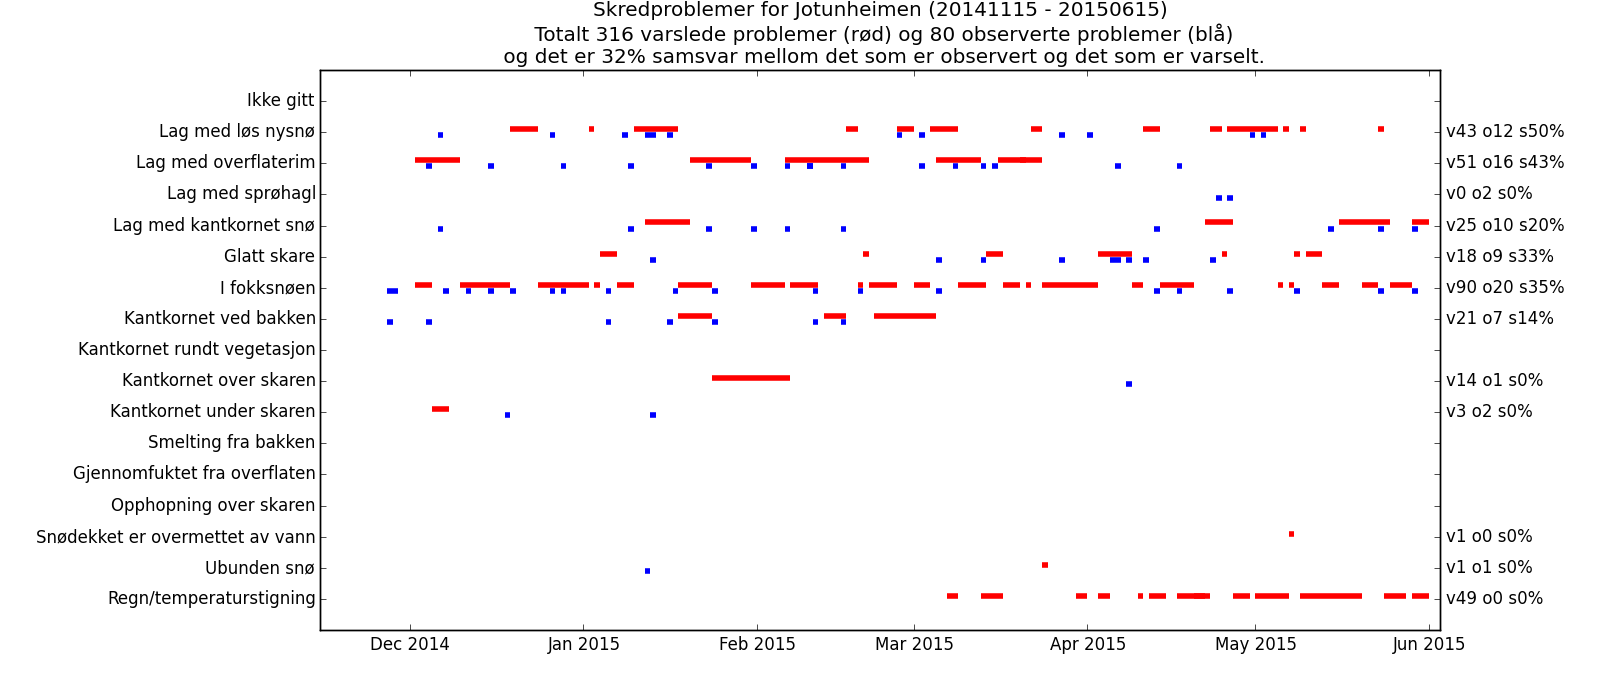 Skredproblemer for Jotunheimen (20141115 - 20150615)
Totalt 316 varslede problemer (rød) og 80 observerte problemer (blå)
og det er 32% samsvar mellom det som er observert og det som er varselt.
Ikke gitt
Lag med løs nysnø v43 o12 s50%
Lag med overflaterim v51 o16 s43%
Lag med sprøhagl v0 o2 s0%
Lag med kantkornet snø v25 o10 s20%
Glatt skare v18 o9 s33%
I fokksnøen v90 o20 s35%
Kantkornet ved bakken v21 o7 s14%
Kantkornet rundt vegetasjon
Kantkornet over skaren v14 o1 s0%
Kantkornet under skaren v3 o2 s0%
Smelting fra bakken
Gjennomfuktet fra overflaten
Opphopning over skaren
Snødekket er overmettet av vann v1 o0 s0%
Ubunden snø v1 o1 s0%
Regn/temperaturstigning v49 o0 s0%
Dec 2014 Jan 2015 Feb 2015 Mar 2015 Apr 2015 May 2015 Jun 2015